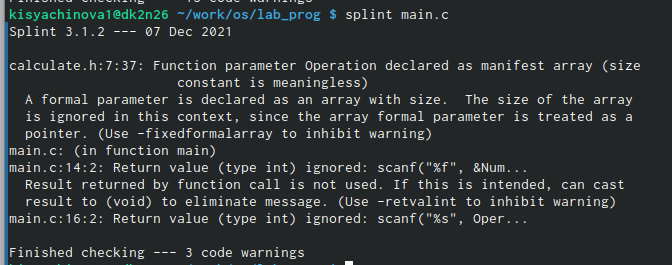 kisyachinova1@dk2n26 ~/work/os/lab_prog $ splint main.c
Splint 3.1.2 --- 07 Dec 2021
calculate.h:7:37: Function parameter Operation declared as manifest array (size
constant is meaningless)
A formal parameter is declared as an array with size.  The size of the array
is ignored in this context, since the array formal parameter is treated as a
pointer. (Use -fixedformalarray to inhibit warning)
main.c: (in function main)
main.c:14:2: Return value (type int) ignored: scanf("%f", &Num...
Result returned by function call is not used. If this is intended, can cast
result to (void) to eliminate message. (Use -retvalint to inhibit warning)
main.c:16:2: Return value (type int) ignored: scanf("%s", Oper...
Finished checking --- 3 code warnings